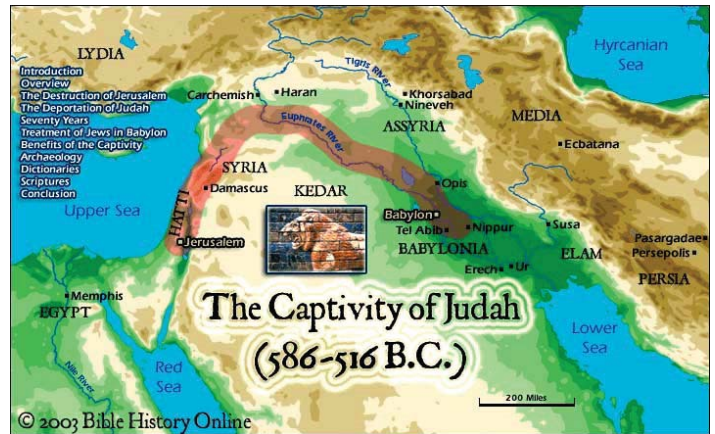 LYDIA
Hyrcanian
Sea
Introduction
Overview
The Destruction of Jerusalem
The Deportation of Judah
Seventy Years
Treatment of Jews in Babylon
Benefits of the Captivity
Archaeology
Dictionaries
Scriptures
Conclusion
Tigris River
Carchemish
Haran
Khorsabad
Nineveh
ASSYRIA
MEDIA
Ecbatana
Euphrates River
SYRIA
Damascus
KEDAR
Opis
Upper Sea
HATTI
Babylon
Tel Abib
Nippur
BABYLONIA
Susa
Jerusalem
ELAM
Pasargadae
Persepolis
PERSIA
Erech
Ur
Memphis
EGYPT
The Captivity of Judah
(586-516 B.C.)
Lower
Sea
Red
Sea
Nile River
200 Miles
© 2003 Bible History Online